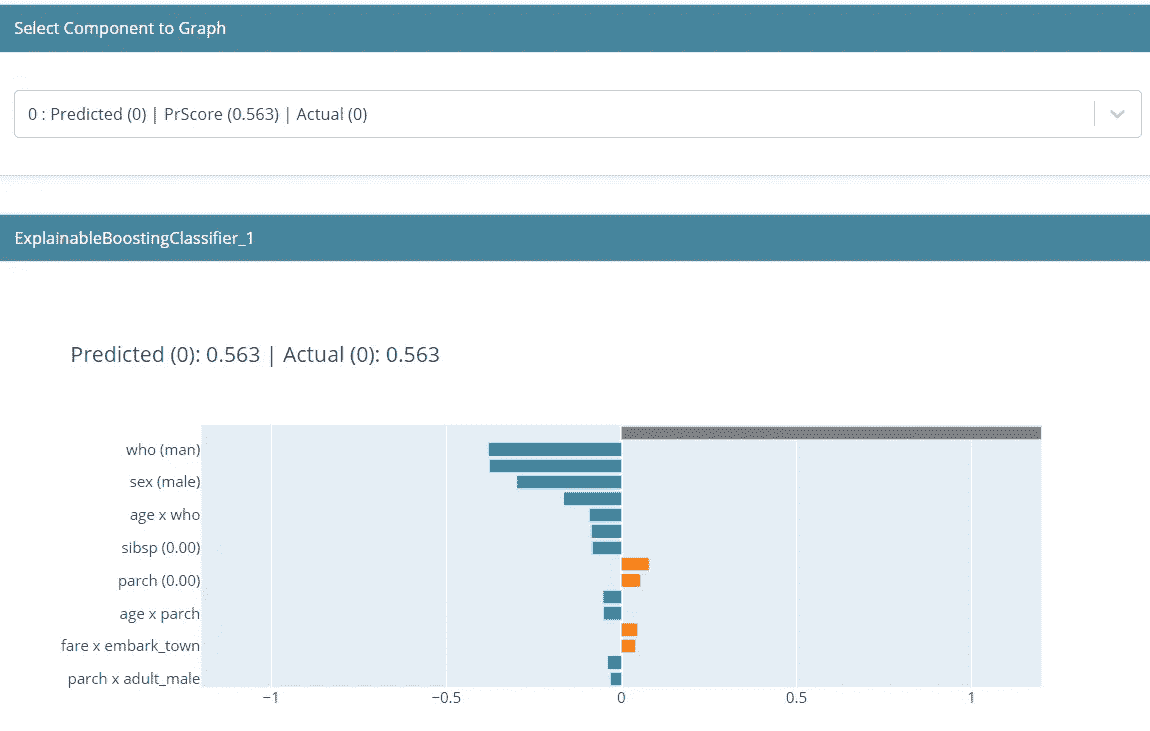 Select Component to Graph
0 : Predicted (0) | PrScore (0.563) | Actual (0)
ExplainableBoostingClassifier_1
Predicted (0): 0.563 | Actual (0): 0.563
who (man)
sex (male)
age x who
sibsp (0.00)
parch (0.00)
age x parch
fare x embark_town
parch x adult_male
−1 −0.5 0 0.5 1